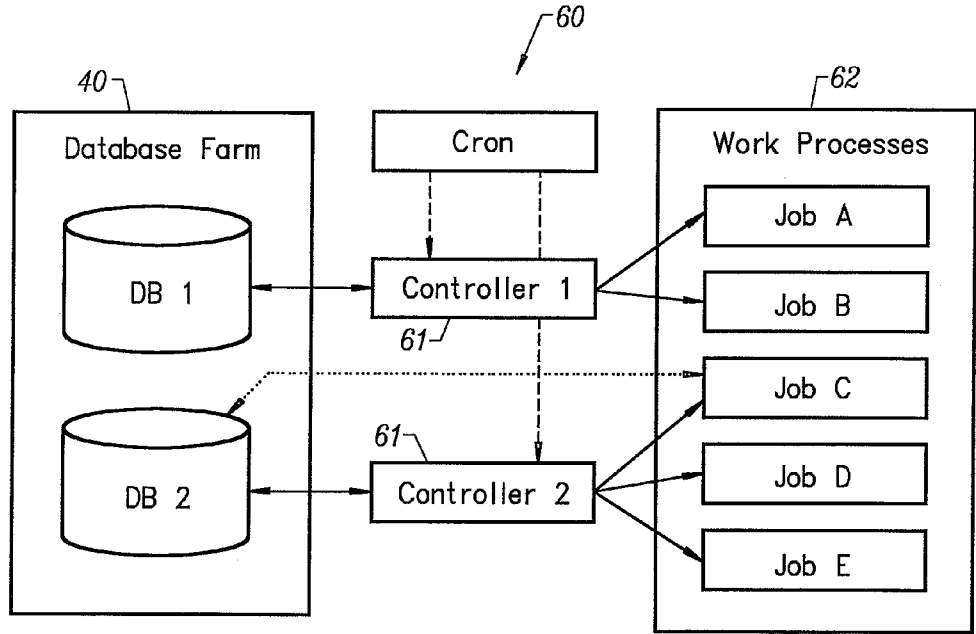 60
40
62
Database Farm
Cron
Work Processes
Job A
DB 1
Controller 1
Job B
61
Job C
61
DB 2
Controller 2
Job D
Job E